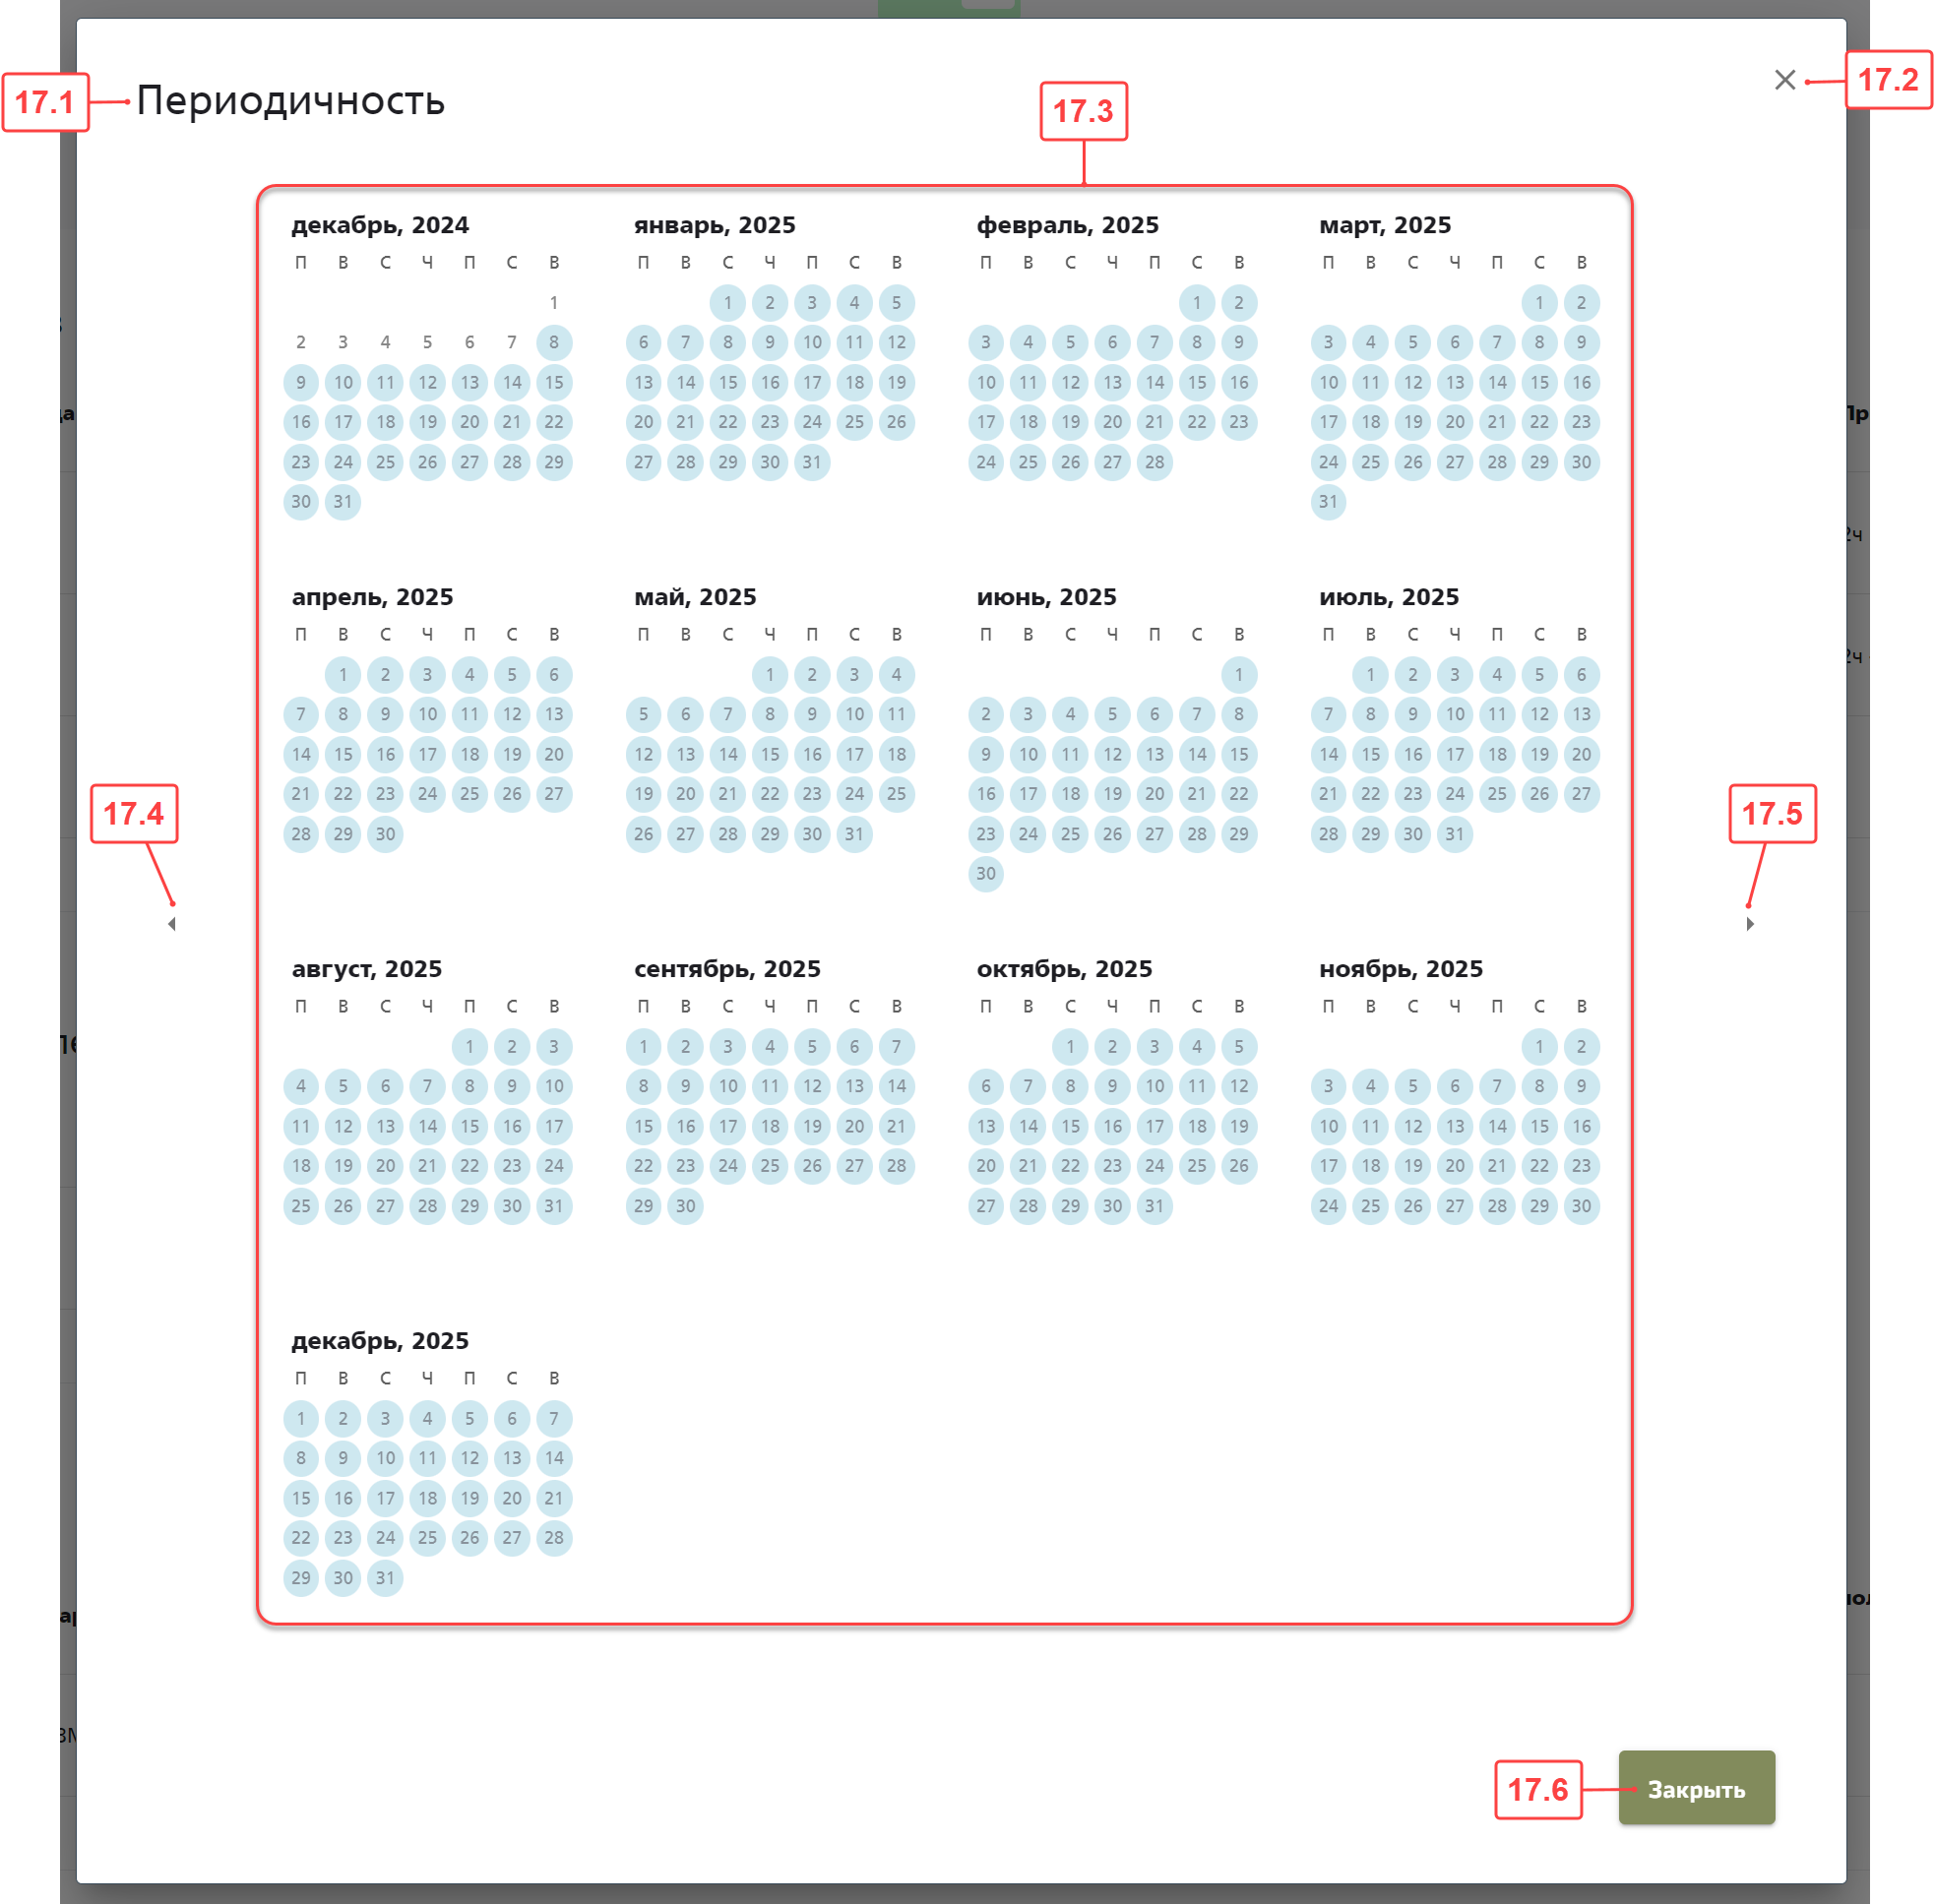 17.1 Периодичность 17.2
17.3
декабрь, 2024 январь, 2025 февраль, 2025 март, 2025
П В С Ч П С В П В С Ч П С В П В С Ч П С В П В С Ч П С В
1 1 2 3 4 5 1 2 1 2
2 3 4 5 6 7 8 6 7 8 9 10 11 12 3 4 5 6 7 8 9 3 4 5 6 7 8 9
9 10 11 12 13 14 15 13 14 15 16 17 18 19 10 11 12 13 14 15 16 10 11 12 13 14 15 16
16 17 18 19 20 21 22 20 21 22 23 24 25 26 17 18 19 20 21 22 23 17 18 19 20 21 22 23
23 24 25 26 27 28 29 27 28 29 30 31 24 25 26 27 28 24 25 26 27 28 29 30
30 31 31
апрель, 2025 май, 2025 июнь, 2025 июль, 2025
П В С Ч П С В П В С Ч П С В П В С Ч П С В П В С Ч П С В
1 2 3 4 5 6 1 2 3 4 1 1 2 3 4 5 6
7 8 9 10 11 12 13 5 6 7 8 9 10 11 2 3 4 5 6 7 8 7 8 9 10 11 12 13
14 15 16 17 18 19 20 12 13 14 15 16 17 18 9 10 11 12 13 14 15 14 15 16 17 18 19 20
21 22 23 24 25 26 27 19 20 21 22 23 24 25 16 17 18 19 20 21 22 21 22 23 24 25 26 27
28 29 30 26 27 28 29 30 31 23 24 25 26 27 28 29 28 29 30 31
30
17.4 17.5
август, 2025 сентябрь, 2025 октябрь, 2025 ноябрь, 2025
П В С Ч П С В П В С Ч П С В П В С Ч П С В П В С Ч П С В
1 2 3 1 2 3 4 5 6 7 1 2 3 4 5 1 2
4 5 6 7 8 9 10 8 9 10 11 12 13 14 6 7 8 9 10 11 12 3 4 5 6 7 8 9
11 12 13 14 15 16 17 15 16 17 18 19 20 21 13 14 15 16 17 18 19 10 11 12 13 14 15 16
18 19 20 21 22 23 24 22 23 24 25 26 27 28 20 21 22 23 24 25 26 17 18 19 20 21 22 23
25 26 27 28 29 30 31 29 30 27 28 29 30 31 24 25 26 27 28 29 30
декабрь, 2025
П В С Ч П С В
1 2 3 4 5 6 7
8 9 10 11 12 13 14
15 16 17 18 19 20 21
22 23 24 25 26 27 28
29 30 31
17.6 Закрыть